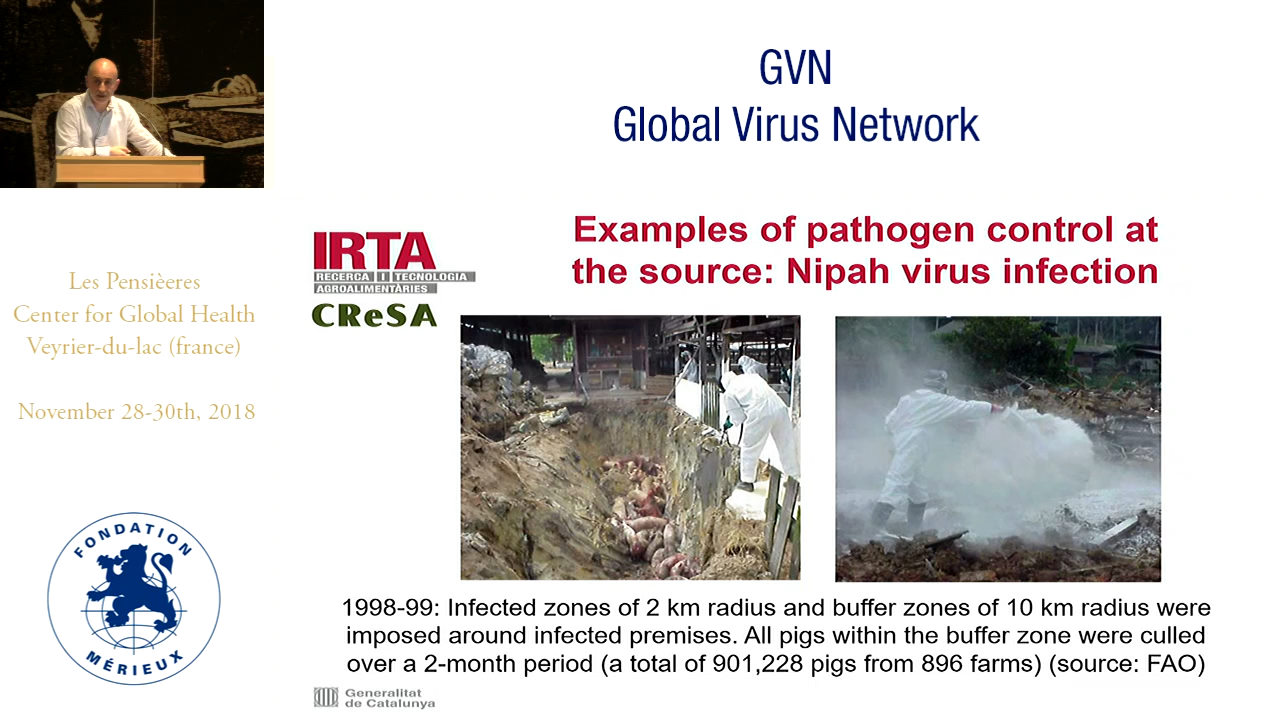 GVN
Global Virus Network
Examples of pathogen control at
the source: Nipah virus infection
IRTA
RECERCA I TECNOLOGIA
AGROALIMENTÀRIES
CReSA
Les Pensièeres
Center for Global Health
Veyrier-du-lac (france)
November 28-30th, 2018
FONDATION
MÉRIEUX
1998-99: Infected zones of 2 km radius and buffer zones of 10 km radius were
imposed around infected premises. All pigs within the buffer zone were culled
over a 2-month period (a total of 901,228 pigs from 896 farms) (source: FAO)
Generalitat
de Catalunya